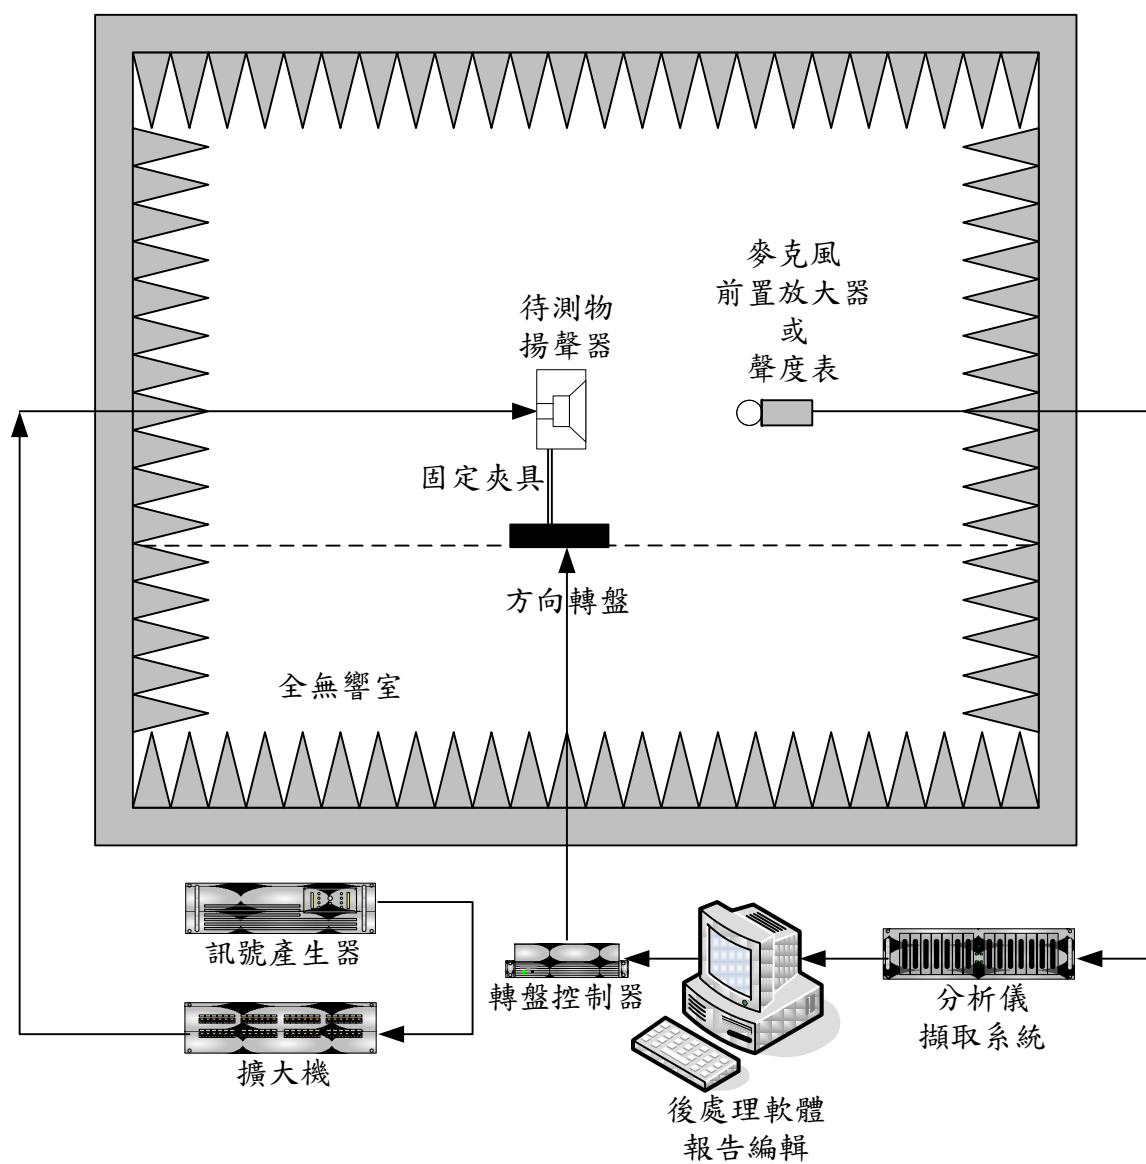 麥克風
前置放大器
或
聲度表
待測物
揚聲器
固定夾具
方向轉盤
全無響室
訊號產生器
擴大機
轉盤控制器
後處理軟體
報告編輯
分析儀
擷取系統